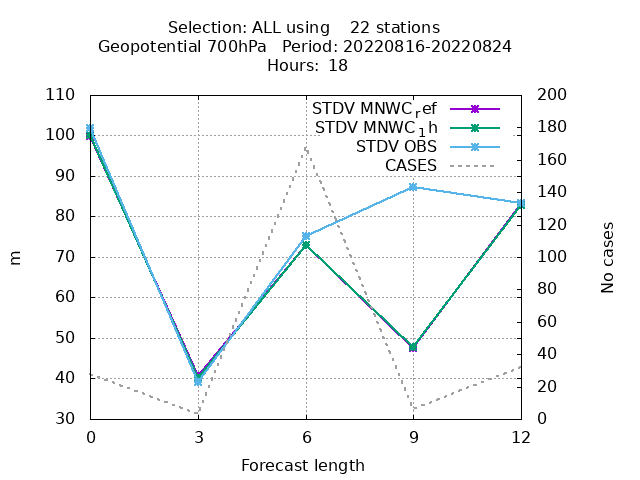 Selection: ALL using 22 stations
Geopotential 700hPa Period: 20220816-20220824
Hours: 18
110 200
STDV MNWC_ref
100 180
STDV MNWC_1h
STDV OBS
CASES
90 160
80 140
70 120
60 100
50 80
40 60
30 40
20
0
m
No cases
0 3 6 9 12
Forecast length